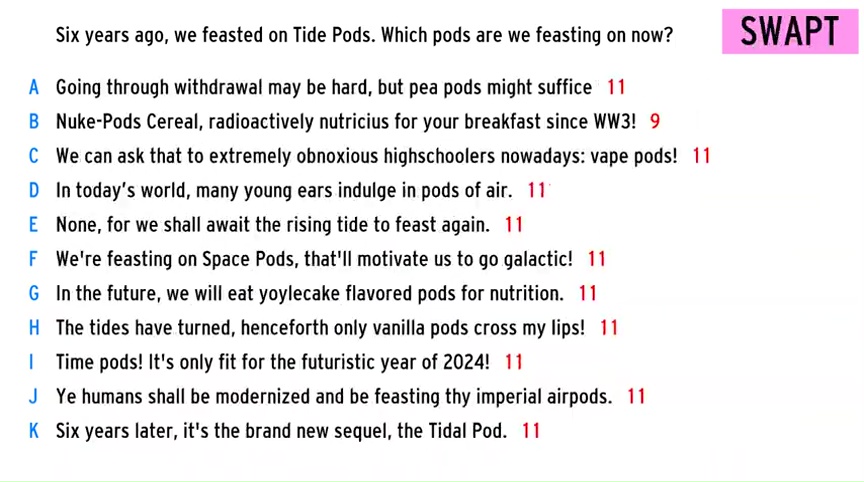 Six years ago, we feasted on Tide Pods. Which pods are we feasting on now?
SWAPT
A Going through withdrawal may be hard, but pea pods might suffice 11
B Nuke-Pods Cereal, radioactively nutricius for your breakfast since WW3! 9
C We can ask that to extremely obnoxious highschoolers nowadays: vape pods! 11
D In today's world, many young ears indulge in pods of air. 11
E None, for we shall await the rising tide to feast again. 11
F We're feasting on Space Pods, that'll motivate us to go galactic! 11
G In the future, we will eat yoylecake flavored pods for nutrition. 11
H The tides have turned, henceforth only vanilla pods cross my lips! 11
I Time pods! It's only fit for the futuristic year of 2024! 11
J Ye humans shall be modernized and be feasting thy imperial airpods. 11
K Six years later, it's the brand new sequel, the Tidal Pod. 11